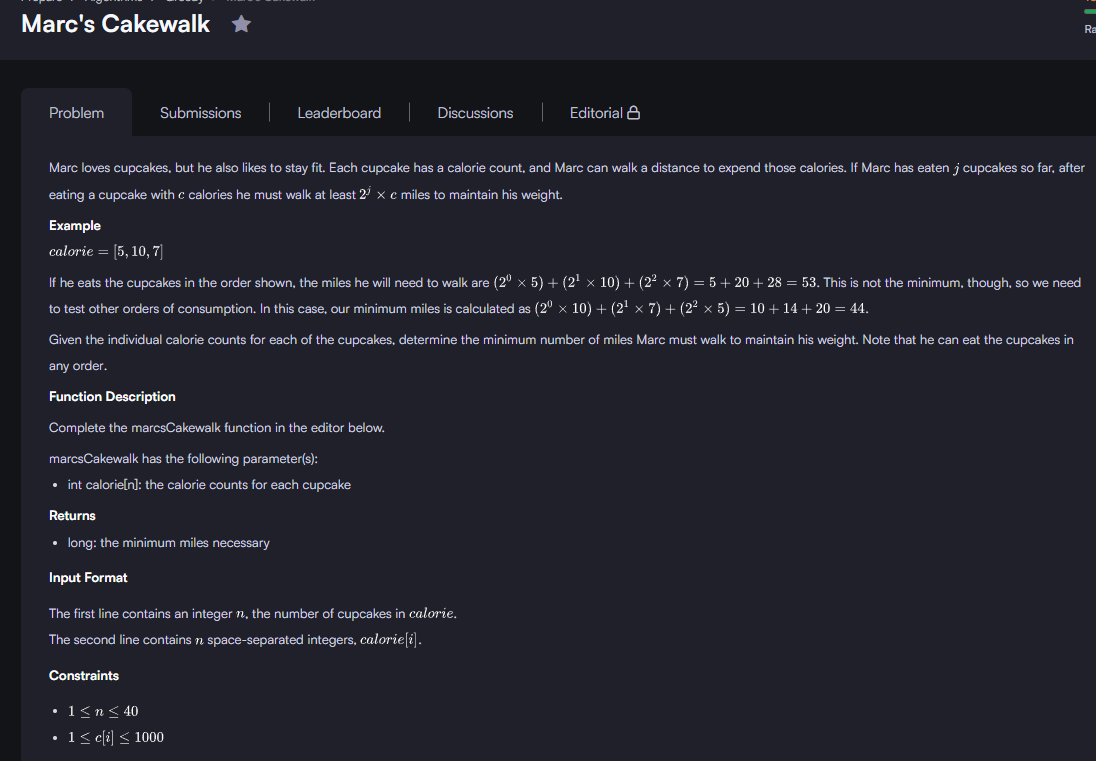 Marc's Cakewalk
Ra
Problem
Submissions
Leaderboard
Discussions
Editorial
Marc loves cupcakes, but he also likes to stay fit. Each cupcake has a calorie count, and Marc can walk a distance to expend those calories. If Marc has eaten j cupcakes so far, after
eating a cupcake with c calories he must walk at least 2^j × c miles to maintain his weight.
Example
calorie = [5, 10, 7]
If he eats the cupcakes in the order shown, the miles he will need to walk are (2^0 × 5) + (2^1 × 10) + (2^2 × 7) = 5 + 20 + 28 = 53. This is not the minimum, though, so we need
to test other orders of consumption. In this case, our minimum miles is calculated as (2^0 × 10) + (2^1 × 7) + (2^2 × 5) = 10 + 14 + 20 = 44.
Given the individual calorie counts for each of the cupcakes, determine the minimum number of miles Marc must walk to maintain his weight. Note that he can eat the cupcakes in
any order.
Function Description
Complete the marcsCakewalk function in the editor below.
marcsCakewalk has the following parameter(s):
• int calorie[n]: the calorie counts for each cupcake
Returns
• long: the minimum miles necessary
Input Format
The first line contains an integer n, the number of cupcakes in calorie.
The second line contains n space-separated integers, calorie[i].
Constraints
• 1 ≤ n ≤ 40
• 1 ≤ c[i] ≤ 1000